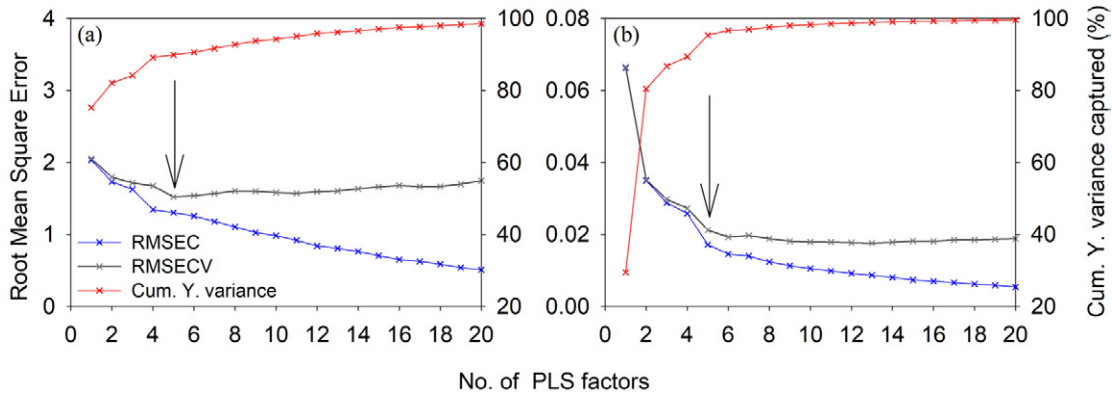 (a)
Root Mean Square Error
4
3
2
1
0
100
80
60
40
20
0 2 4 6 8 10 12 14 16 18 20
RMSEC
RMSECV
Cum. Y. variance
(b)
0.08
0.06
0.04
0.02
0.00
100
80
60
40
20
0 2 4 6 8 10 12 14 16 18 20
Cum. Y. variance captured (%)
No. of PLS factors